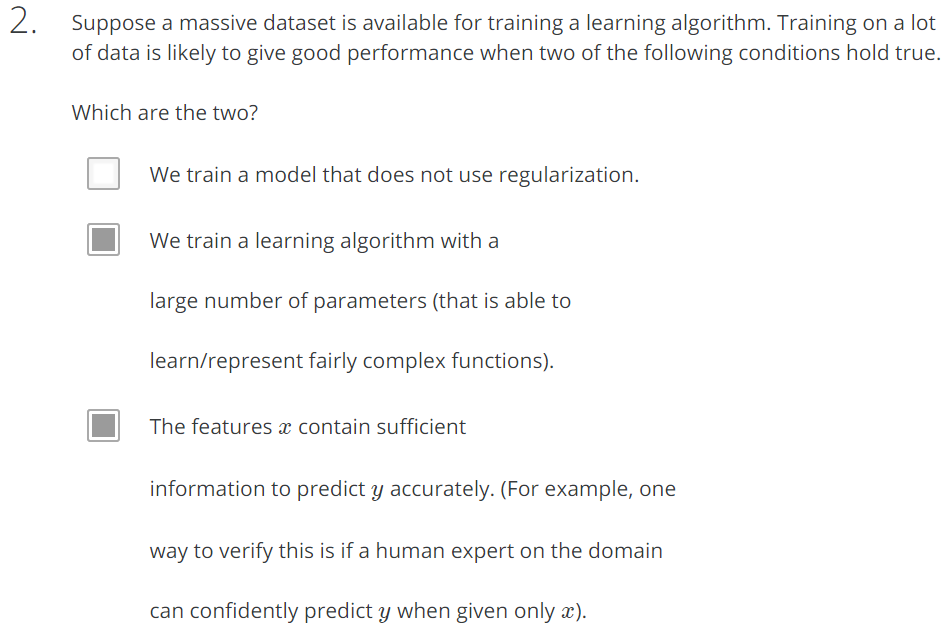 2. Suppose a massive dataset is available for training a learning algorithm. Training on a lot
of data is likely to give good performance when two of the following conditions hold true.
Which are the two?
We train a model that does not use regularization.
We train a learning algorithm with a
large number of parameters (that is able to
learn/represent fairly complex functions).
The features x contain sufficient
information to predict y accurately. (For example, one
way to verify this is if a human expert on the domain
can confidently predict y when given only x).